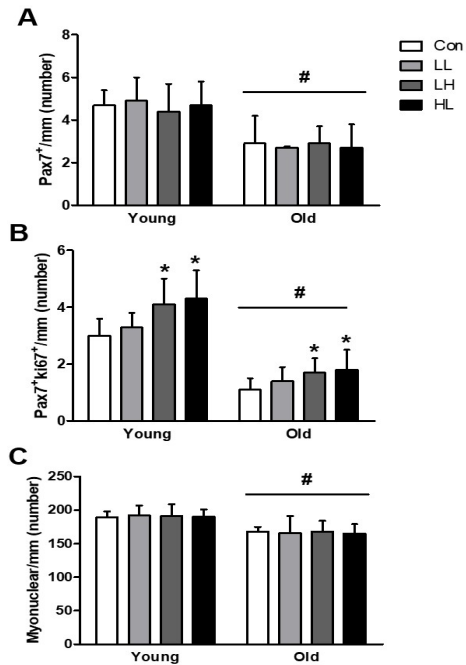 A
Pax7⁺/mm (number)
8
6
4
2
0
#
Con
LL
LH
HL
Young
Old
B
Pax7⁺ki67⁺/mm (number)
6
4
2
0
*
*
#
*
*
Young
Old
C
Myonuclear/mm (number)
250
200
150
100
50
0
#
Young
Old